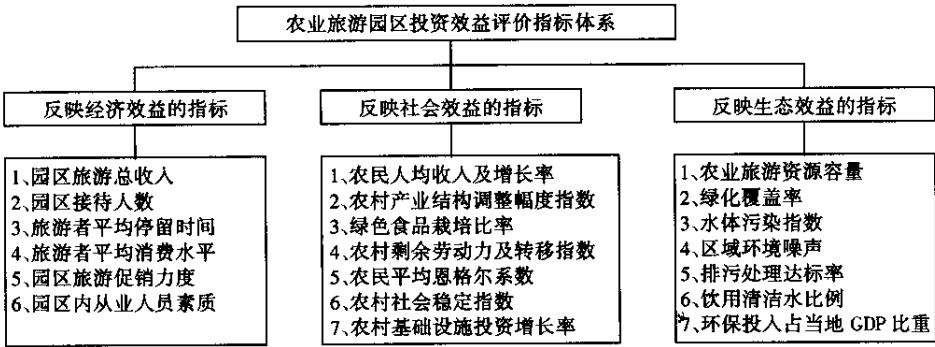 农业旅游园区投资效益评价指标体系
反映经济效益的指标
反映社会效益的指标
反映生态效益的指标
1、园区旅游总收入
2、园区接待人数
3、旅游者平均停留时间
4、旅游者平均消费水平
5、园区旅游促销力度
6、园区内从业人员素质
1、农民人均收入及增长率
2、农村产业结构调整幅度指数
3、绿色食品栽培比率
4、农村剩余劳动力及转移指数
5、农民平均恩格尔系数
6、农村社会稳定指数
7、农村基础设施投资增长率
1、农业旅游资源容量
2、绿化覆盖率
3、水体污染指数
4、区域环境噪声
5、排污处理达标率
6、饮用清洁水比例
7、环保投入占当地 GDP 比重